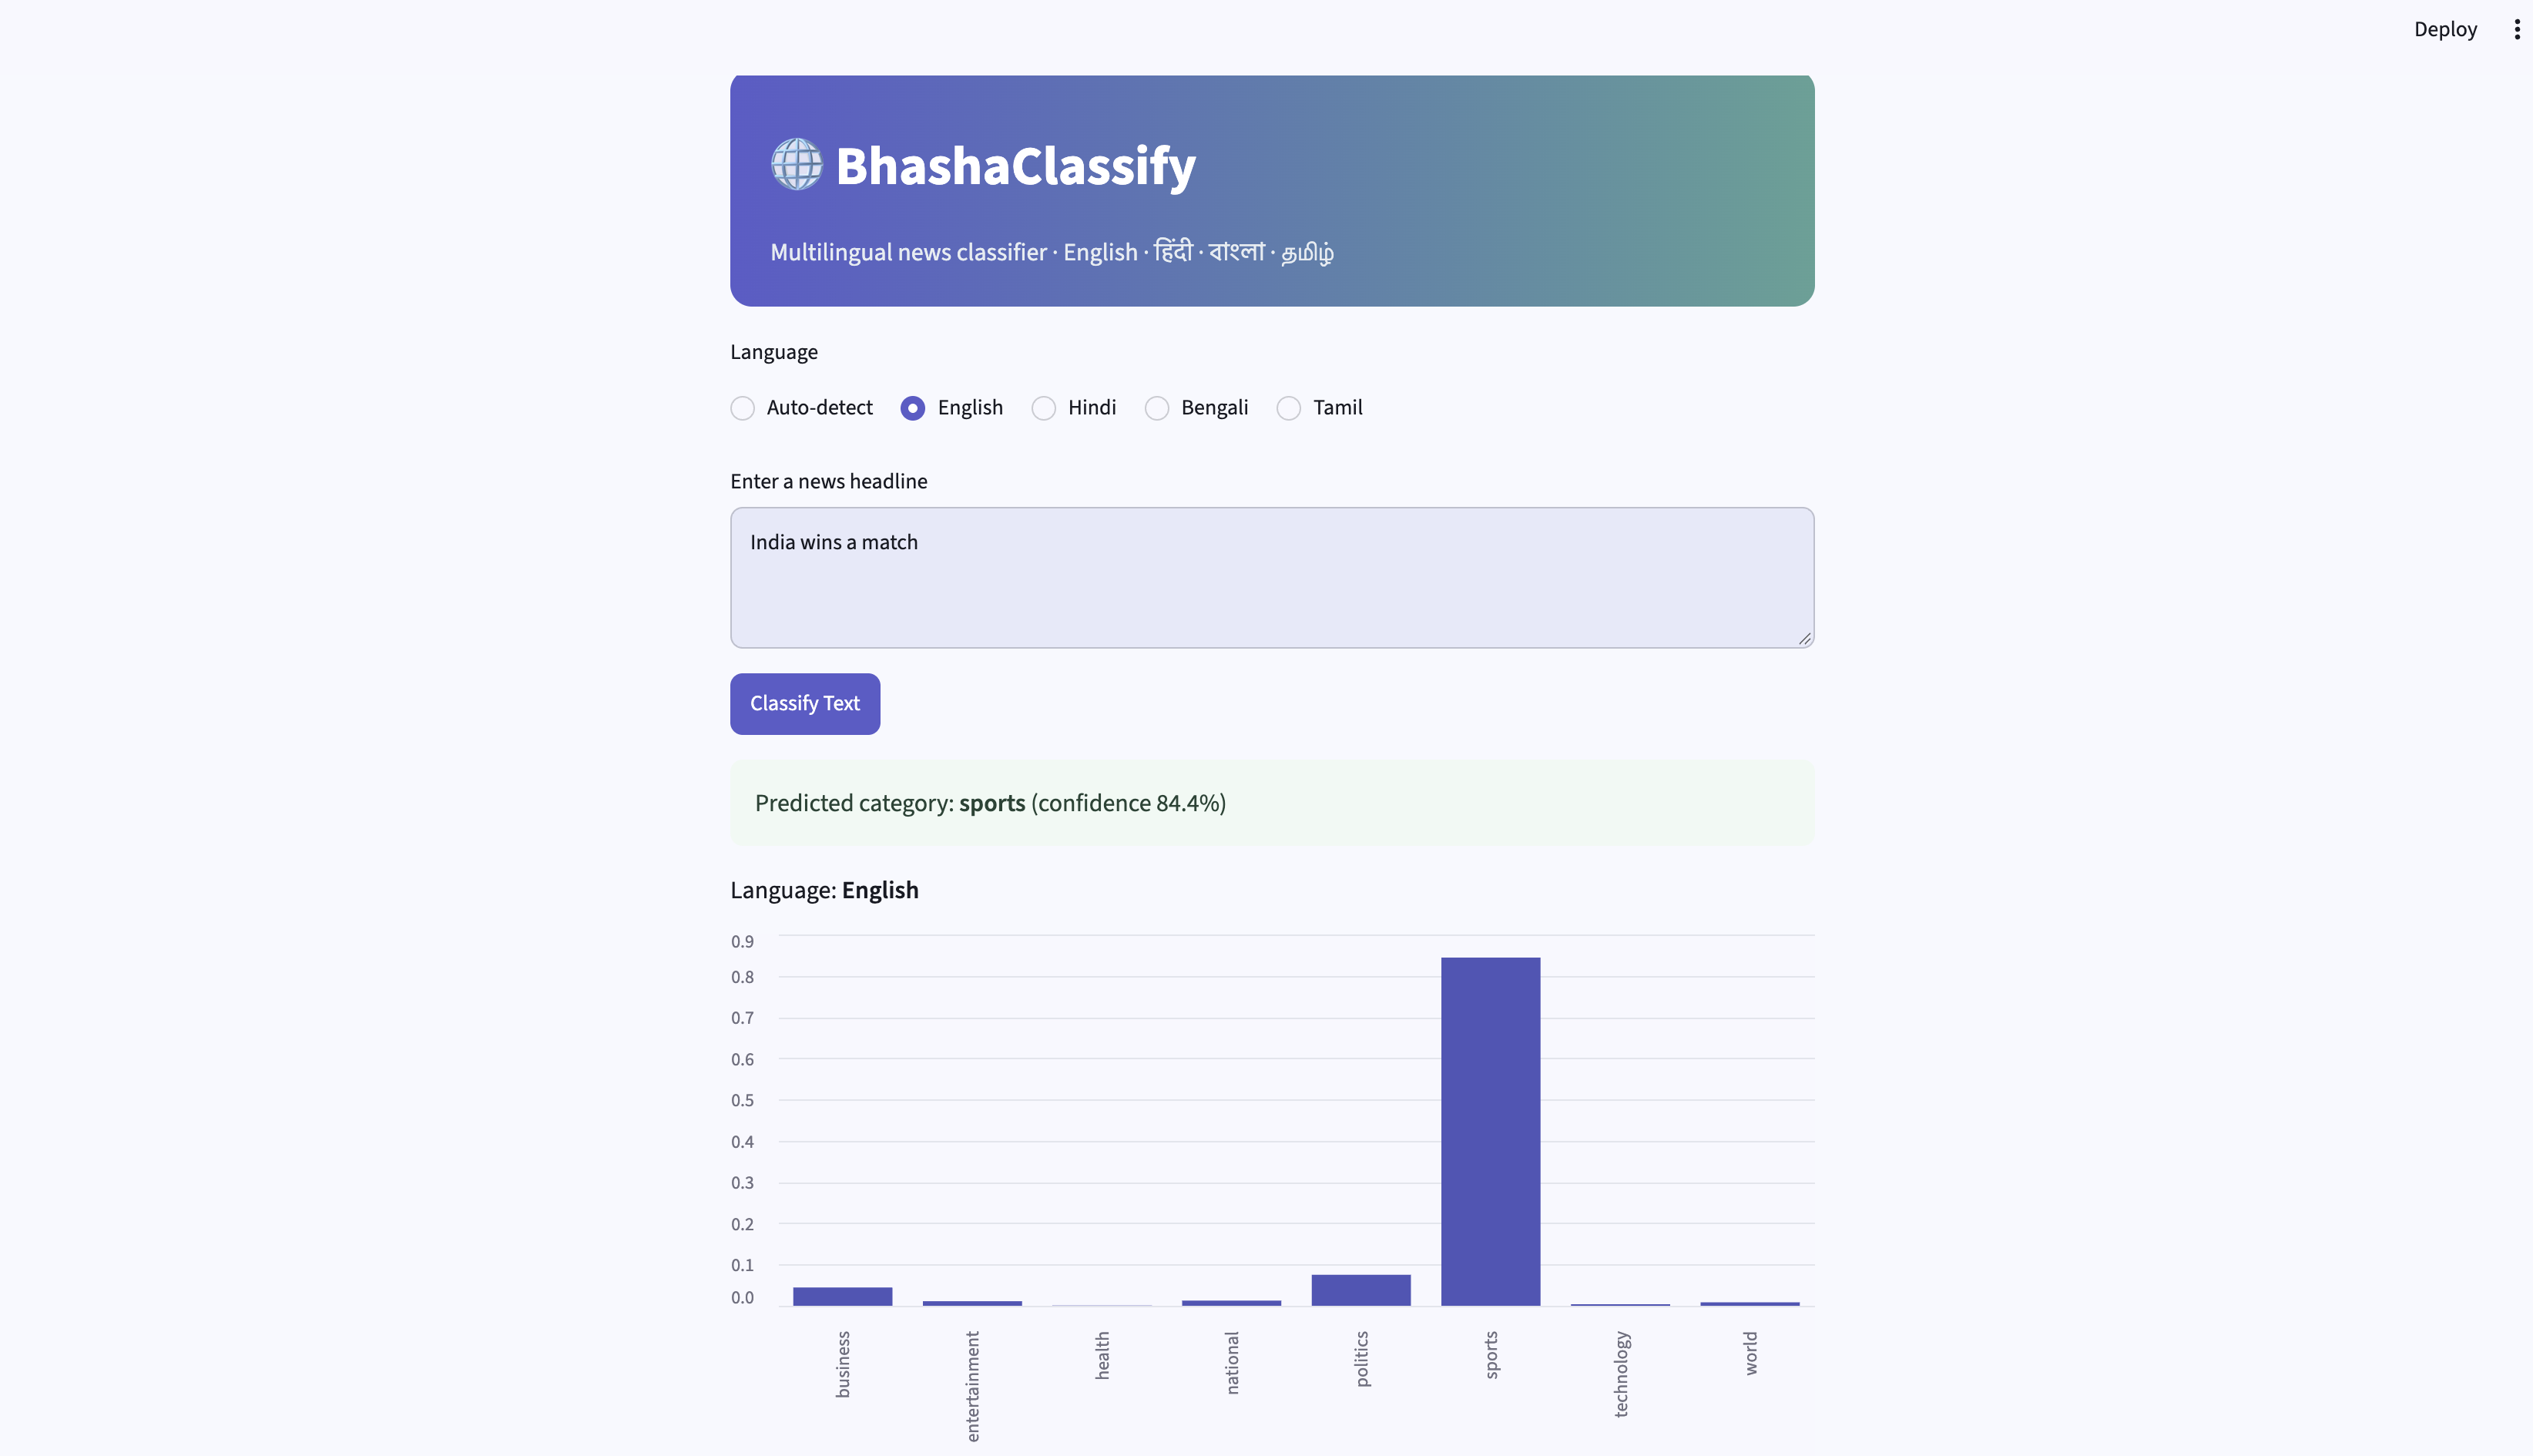 Deploy
BhashaClassify
Multilingual news classifier · English · हिंदी · বাংলা · தமிழ்
Language
Auto-detect English Hindi Bengali Tamil
Enter a news headline
India wins a match
Classify Text
Predicted category: sports (confidence 84.4%)
Language: English
0.9
0.8
0.7
0.6
0.5
0.4
0.3
0.2
0.1
0.0
business entertainment health national politics sports technology world